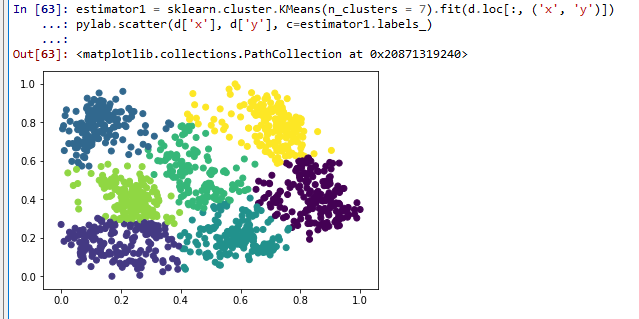 In [63]: estimator1 = sklearn.cluster.KMeans(n_clusters = 7).fit(d.loc[:, ('x', 'y')])
...: pylab.scatter(d['x'], d['y'], c=estimator1.labels_)
...:
Out[63]: <matplotlib.collections.PathCollection at 0x20871319240>
1.0
0.8
0.6
0.4
0.2
0.0
0.0 0.2 0.4 0.6 0.8 1.0